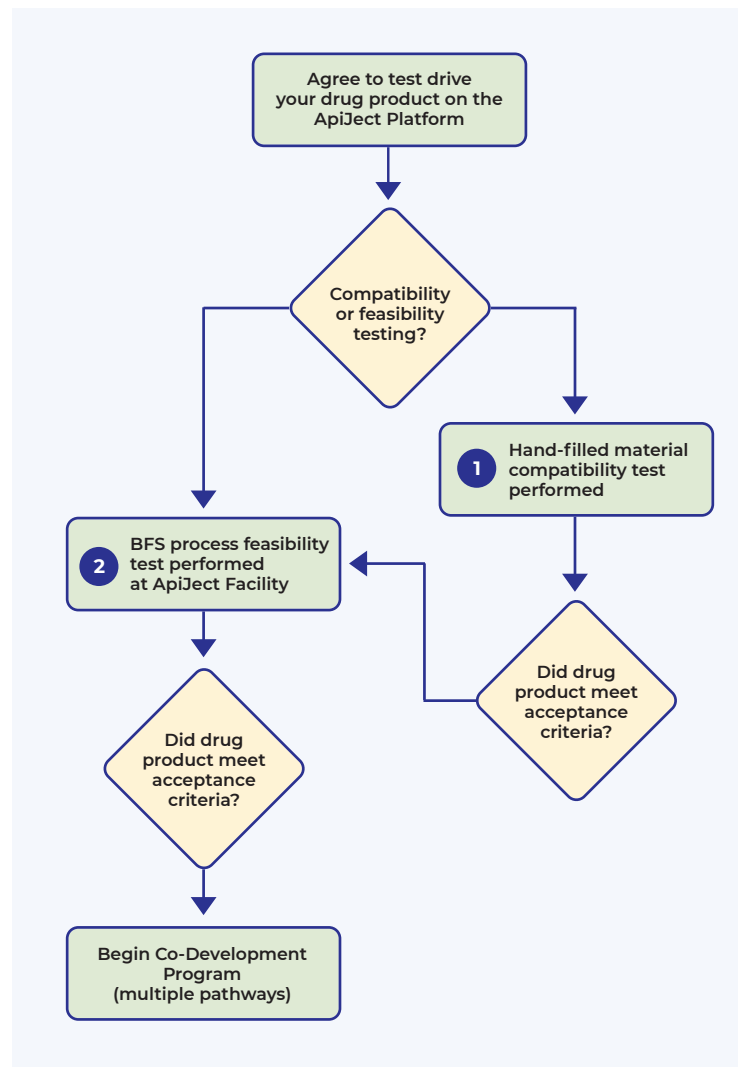 Agree to test drive
your drug product on the
ApiJect Platform
Compatibility
or feasibility
testing?
1
Hand-filled material
compatibility test
performed
2
BFS process feasibility
test performed
at ApiJect Facility
Did drug
product meet
acceptance
criteria?
Did drug
product meet
acceptance
criteria?
Begin Co-Development
Program
(multiple pathways)